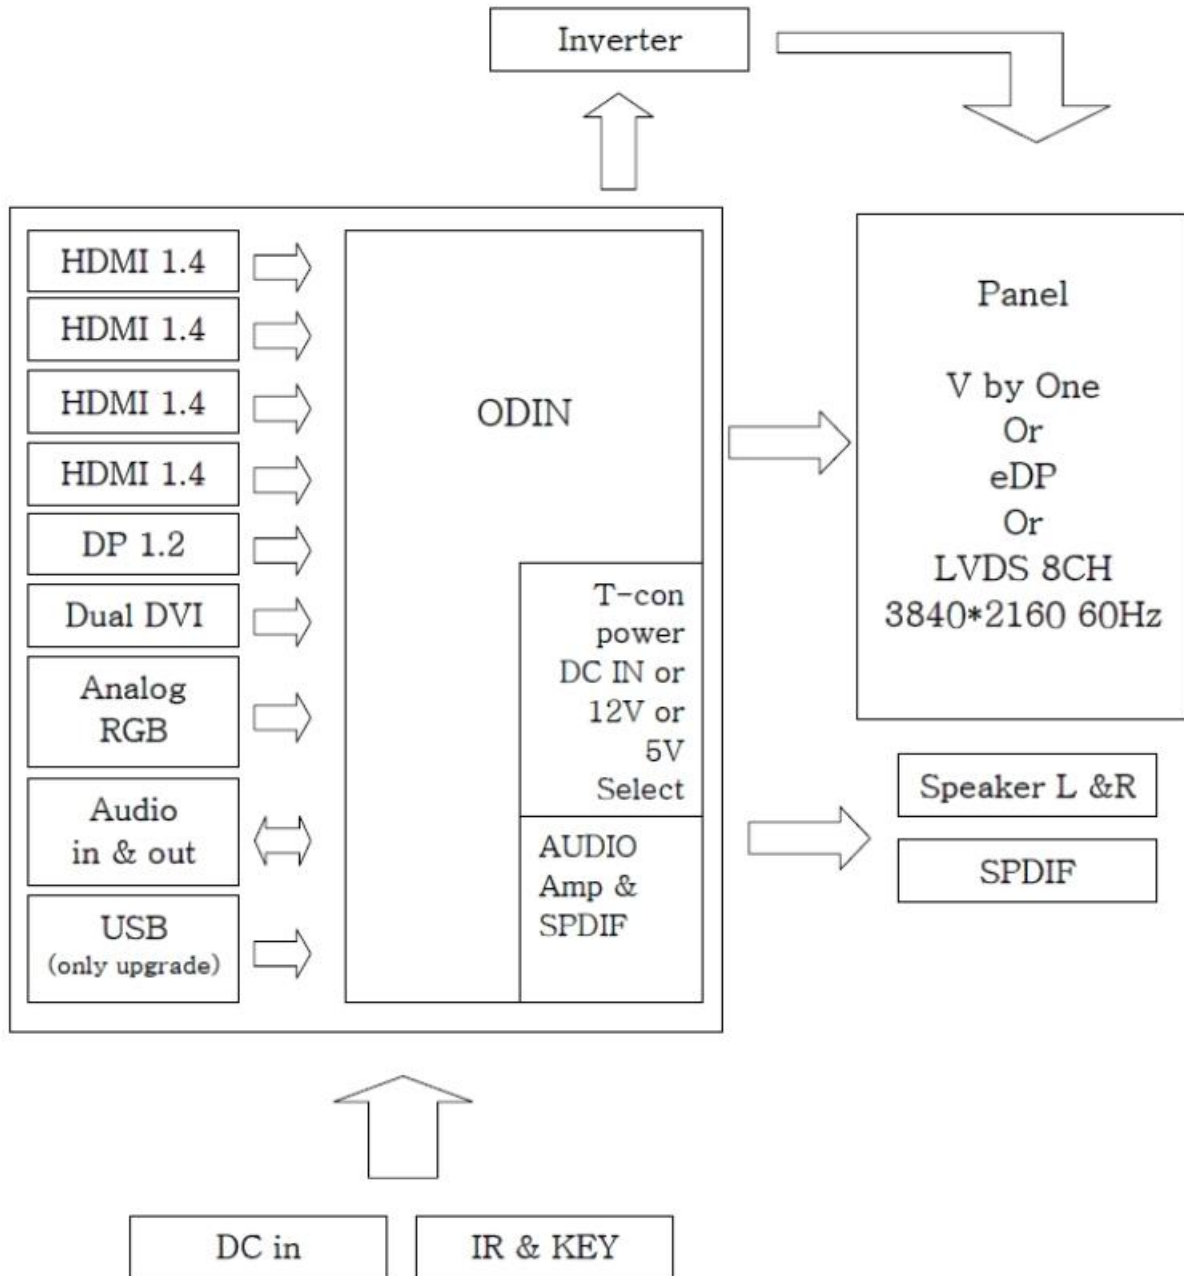 Inverter
HDMI 1.4
HDMI 1.4
HDMI 1.4
HDMI 1.4
DP 1.2
Dual DVI
Analog
RGB
Audio
in & out
USB
(only upgrade)
ODIN
T-con
power
DC IN or
12V or
5V
Select
AUDIO
Amp &
SPDIF
Panel
V by One
Or
eDP
Or
LVDS 8CH
3840*2160 60Hz
Speaker L &R
SPDIF
DC in
IR & KEY